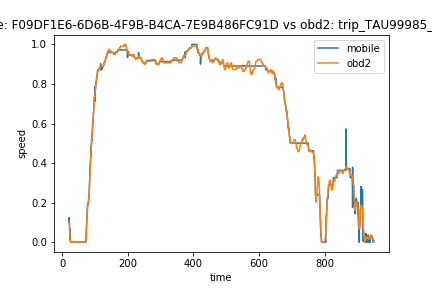 e: F09DF1E6-6D6B-4F9B-B4CA-7E9B486FC91D vs obd2: trip_TAU99985_
mobile
obd2
1.0
0.8
0.6
0.4
0.2
0.0
speed
0 200 400 600 800
time